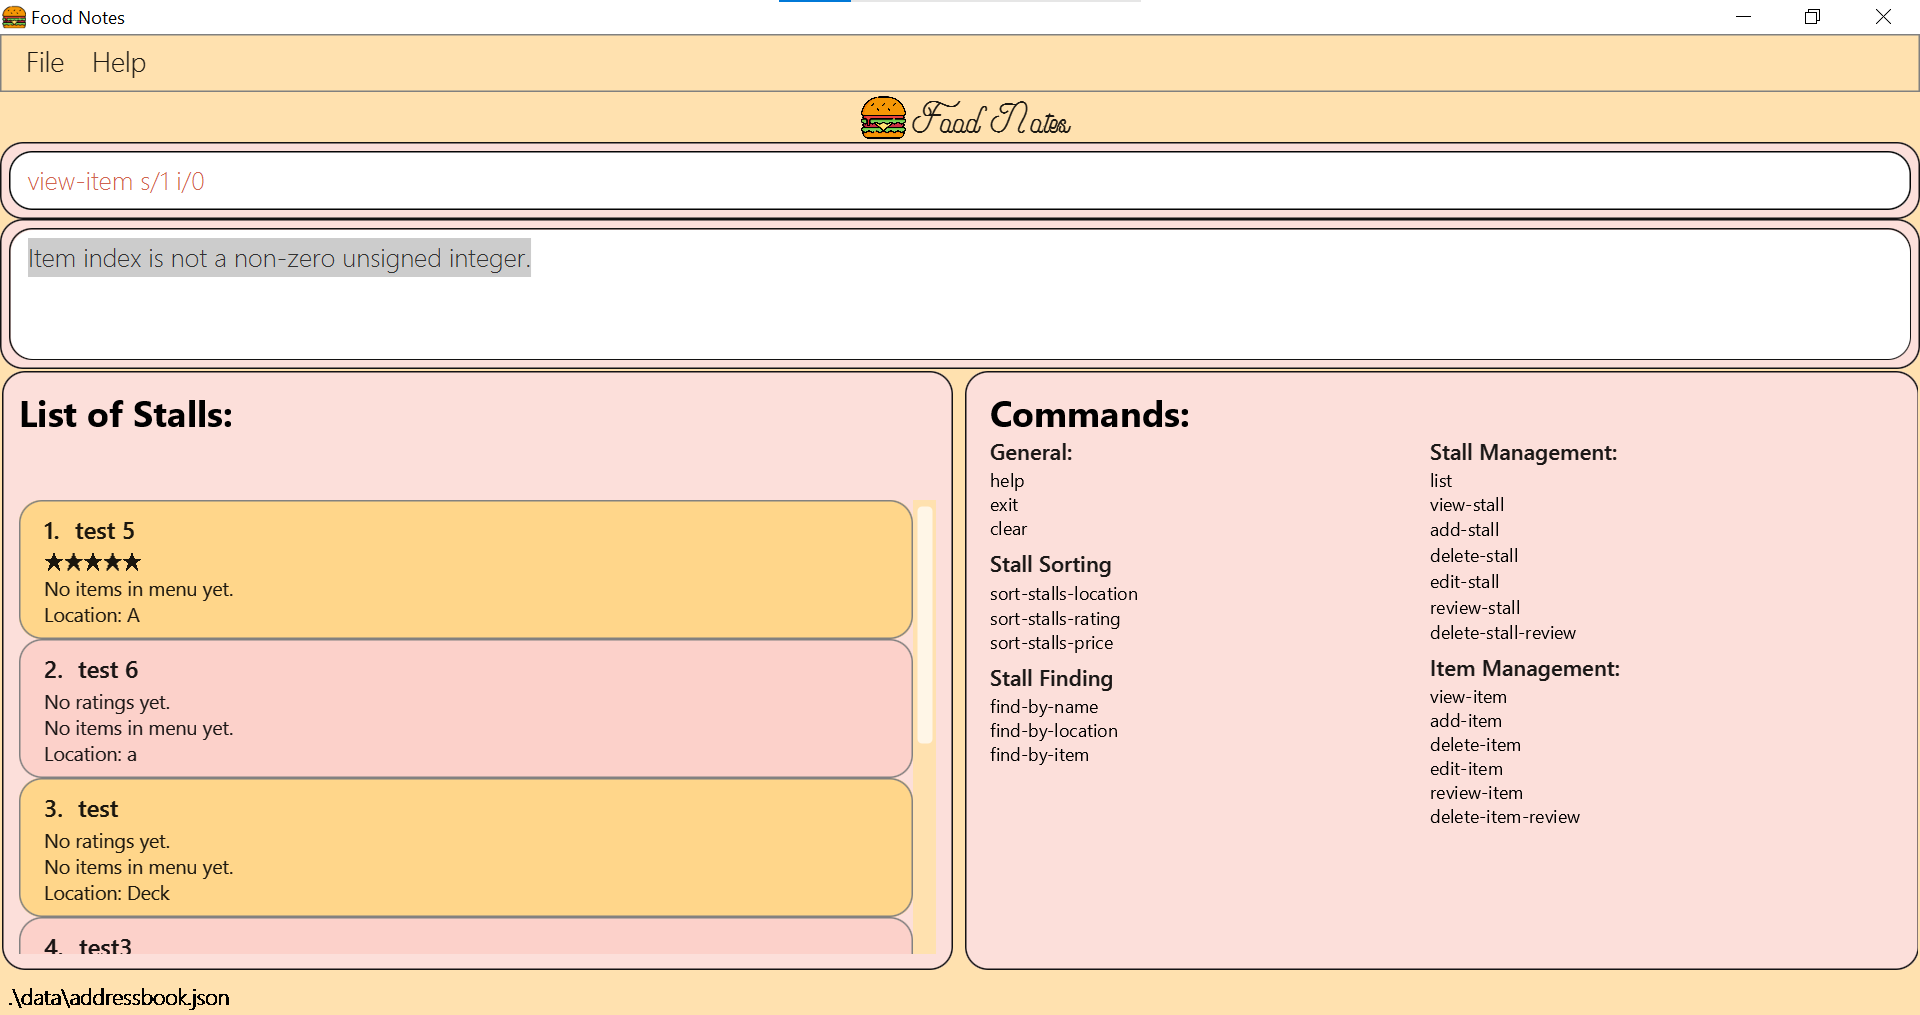 Food Notes
File Help
Food Notes
view-item s/1 i/0
Item index is not a non-zero unsigned integer.
List of Stalls:
1. test 5
★★★★★
No items in menu yet.
Location: A
2. test 6
No ratings yet.
No items in menu yet.
Location: a
3. test
No ratings yet.
No items in menu yet.
Location: Deck
4. test3
Commands:
General:
help
exit
clear
Stall Sorting
sort-stalls-location
sort-stalls-rating
sort-stalls-price
Stall Finding
find-by-name
find-by-location
find-by-item
Stall Management:
list
view-stall
add-stall
delete-stall
edit-stall
review-stall
delete-stall-review
Item Management:
view-item
add-item
delete-item
edit-item
review-item
delete-item-review
.\data\addressbook.json